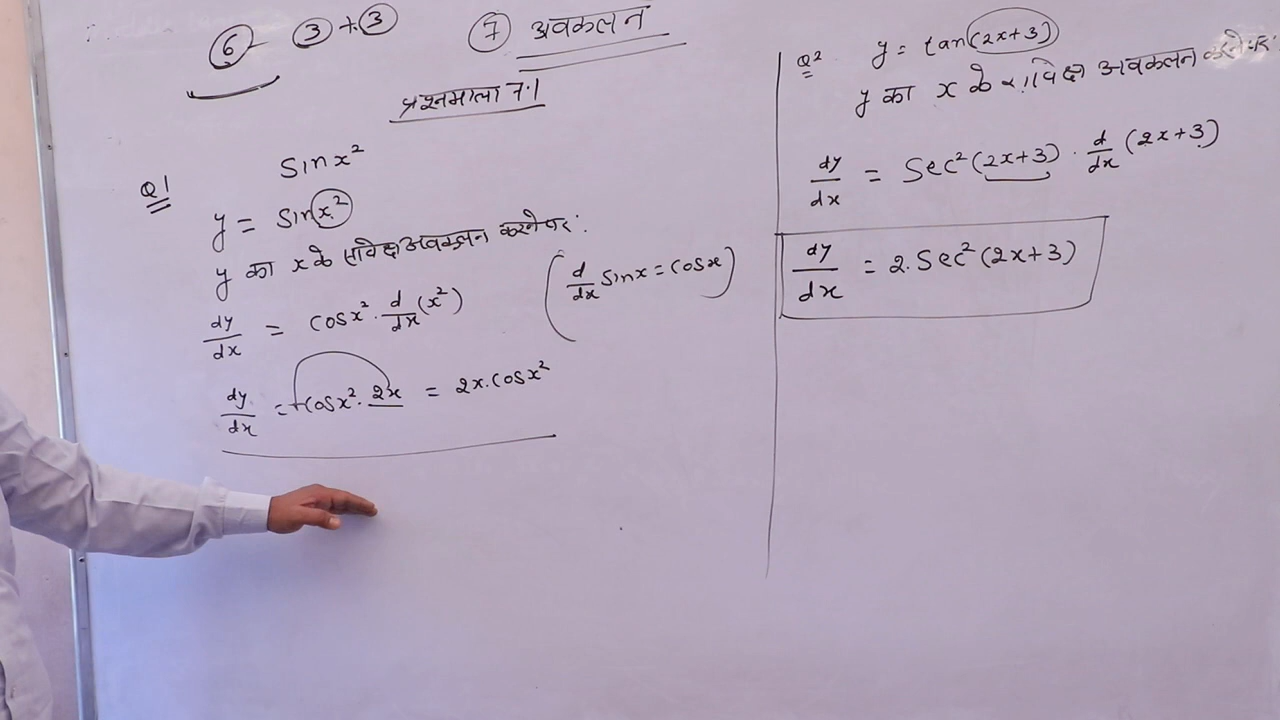 6 - 3 + 3
7 अवकलन
प्रश्नमाला 7.1
Q1
Sin x²
y = Sin x²
y का x के सापेक्ष अवकलन करने पर:
dy/dx = Cos x² · d/dx (x²)
(d/dx Sin x = Cos x)
dy/dx = Cos x² · 2x = 2x. Cos x²
Q2
y = tan(2x+3)
y का x के सापेक्ष अवकलन करने पर:
dy/dx = Sec² (2x+3) · d/dx (2x+3)
dy/dx = 2. Sec² (2x+3)